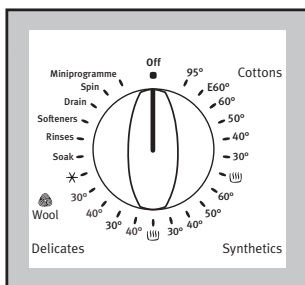 Off
Miniprogramme
95°
Cottons
Spin
E60°
Drain
60°
Softeners
50°
Rinses
40°
Soak
30°
30°
60°
Wool
40°
50°
30°
40°
30°
40°
Delicates
Synthetics